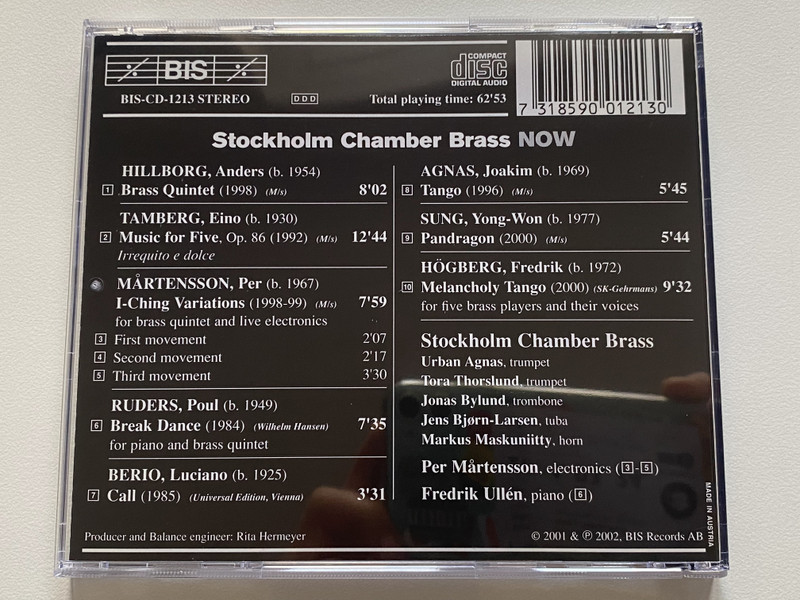 BIS
COMPACT
disc
DIGITAL AUDIO
BIS-CD-1213 STEREO
DDD
Total playing time: 62'53
7 318590 012130
Stockholm Chamber Brass NOW
HILLBORG, Anders (b. 1954)
1 Brass Quintet (1998) (M/s) 8'02
TAMBERG, Eino (b. 1930)
2 Music for Five, Op. 86 (1992) (M/s) 12'44
Irrequito e dolce
MÅRTENSSON, Per (b. 1967)
I-Ching Variations (1998-99) (M/s) 7'59
for brass quintet and live electronics
3 First movement 2'07
4 Second movement 2'17
5 Third movement 3'30
RUDERS, Poul (b. 1949)
6 Break Dance (1984) (Wilhelm Hansen) 7'35
for piano and brass quintet
BERIO, Luciano (b. 1925)
7 Call (1985) (Universal Edition, Vienna) 3'31
AGNAS, Joakim (b. 1969)
8 Tango (1996) (M/s) 5'45
SUNG, Yong-Won (b. 1977)
9 Pandragon (2000) (M/s) 5'44
HÖGBERG, Fredrik (b. 1972)
10 Melancholy Tango (2000) (SK-Gehrmans) 9'32
for five brass players and their voices
Stockholm Chamber Brass
Urban Agnas, trumpet
Tora Thorslund, trumpet
Jonas Bylund, trombone
Jens Bjørn-Larsen, tuba
Markus Maskuniitty, horn
Per Mårtensson, electronics (3-5)
Fredrik Ullén, piano (6)
Producer and Balance engineer: Rita Hermeyer
© 2001 & ℗ 2002, BIS Records AB
MADE IN AUSTRIA